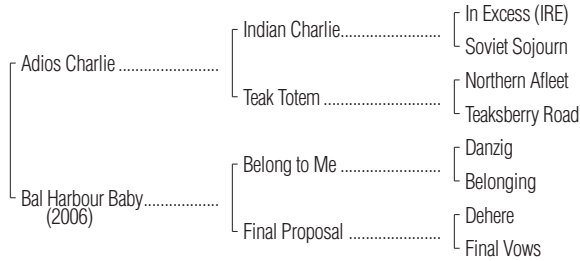 In Excess (IRE)
Indian Charlie
Soviet Sojourn
Adios Charlie
Northern Afleet
Teak Totem
Teaksberry Road
Danzig
Belong to Me
Belonging
Bal Harbour Baby
(2006)
Dehere
Final Proposal
Final Vows